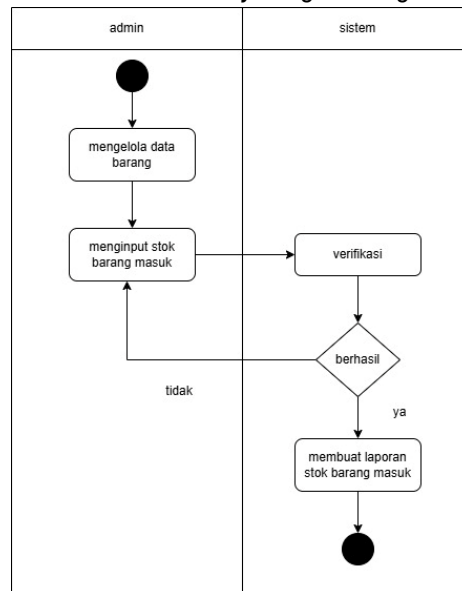 admin
sistem
mengelola data
barang
menginput stok
barang masuk
verifikasi
berhasil
tidak
ya
membuat laporan
stok barang masuk